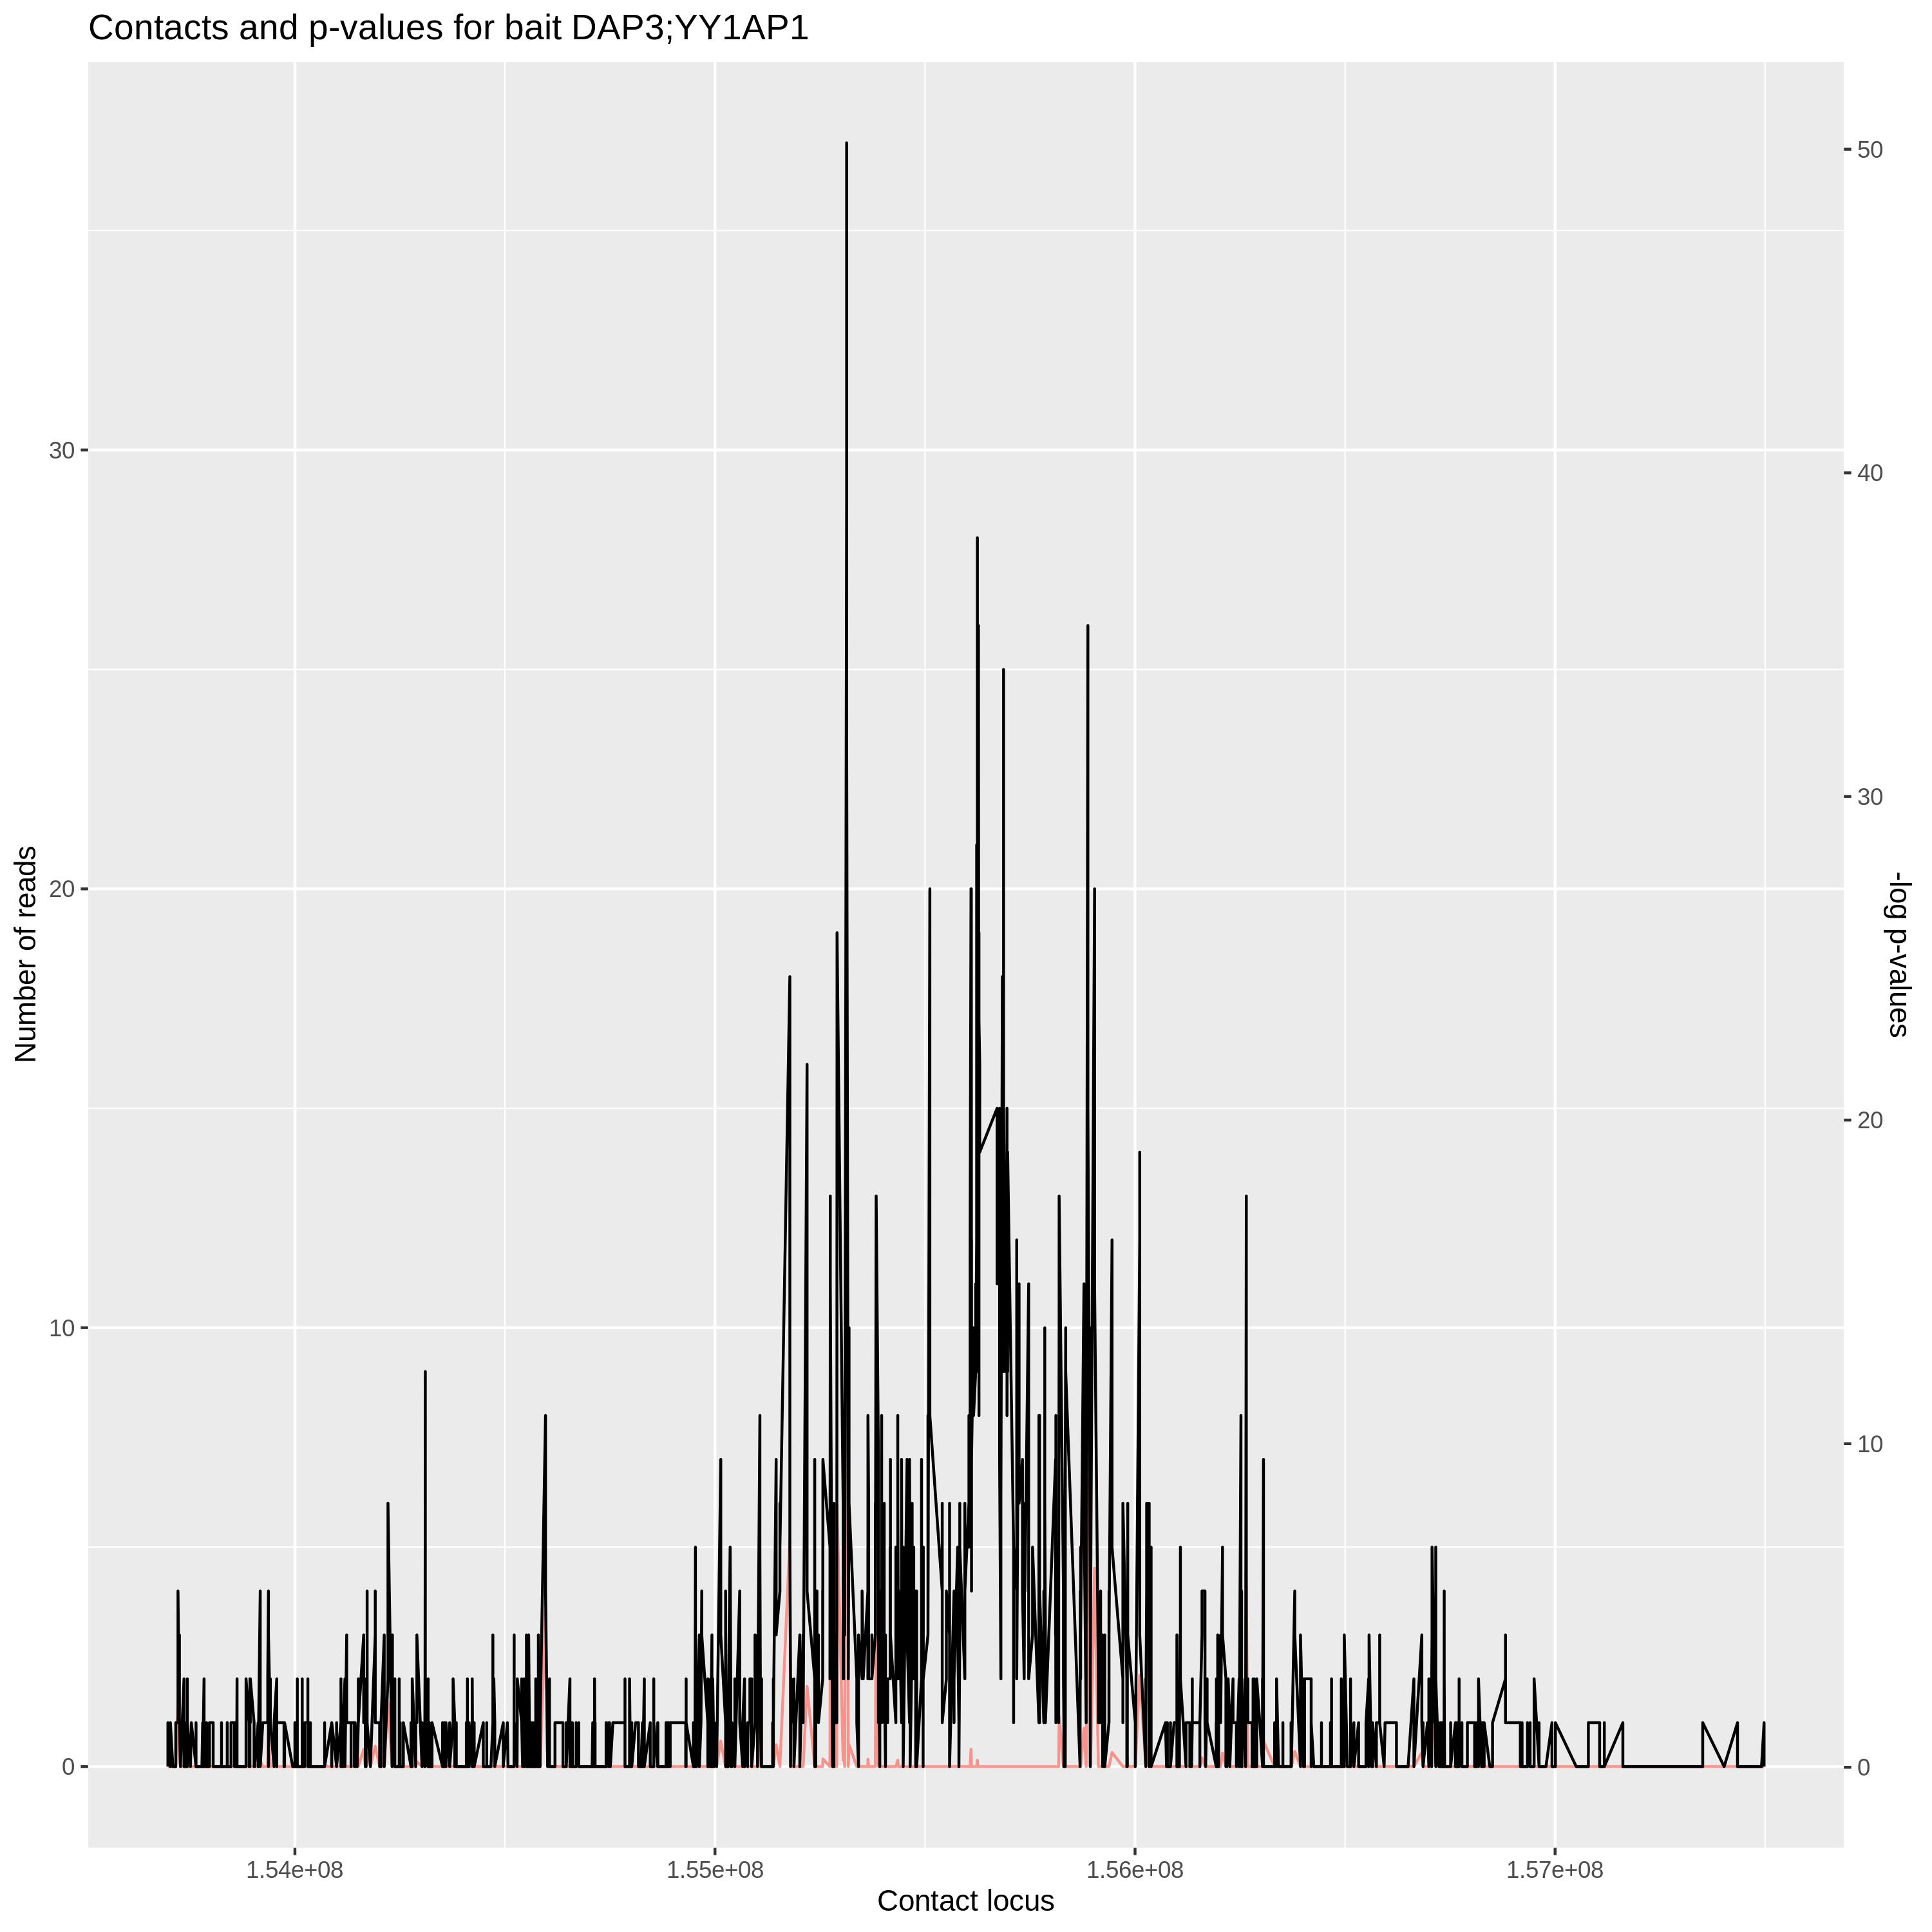 Contacts and p-values for bait DAP3;YY1AP1
Number of reads
30
20
10
0
50
40
30
20
10
0
-log p-values
1.54e+08 1.55e+08 1.56e+08 1.57e+08
Contact locus